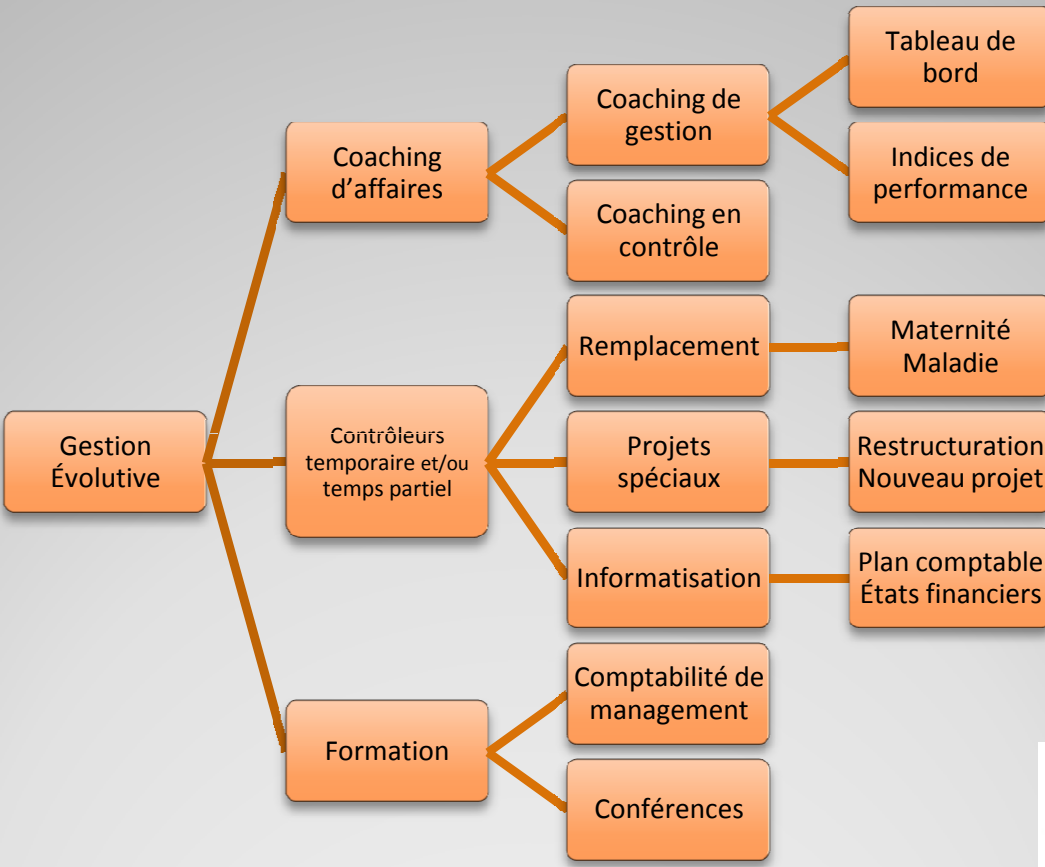 Gestion
Évolutive
Coaching
d’affaires
Coaching de
gestion
Tableau de
bord
Indices de
performance
Coaching en
contrôle
Contrôleurs
temporaire et/ou
temps partiel
Remplacement
Maternité
Maladie
Projets
spéciaux
Restructuration
Nouveau projet
Informatisation
Plan comptable
États financiers
Formation
Comptabilité de
management
Conférences